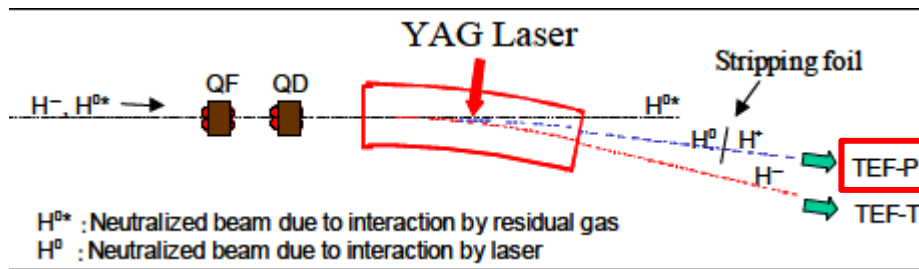 YAG Laser
Stripping foil
QF QD
H⁻, H⁰* H⁰*
H⁰ H⁺
TEF-P
H⁻
TEF-T
H⁰* : Neutralized beam due to interaction by residual gas
H⁰ : Neutralized beam due to interaction by laser